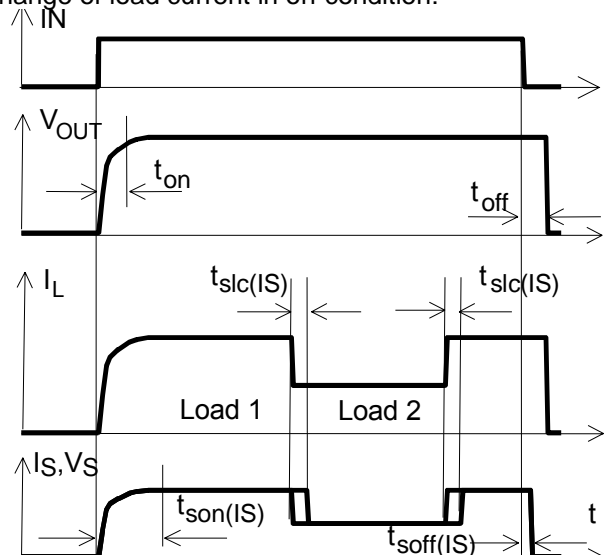 hange of load current in on-condition:
IN
VOUT
ton
toff
IL
tslc(IS)
tslc(IS)
Load 1
Load 2
IS,VS
tson(IS)
tsoff(IS)
t